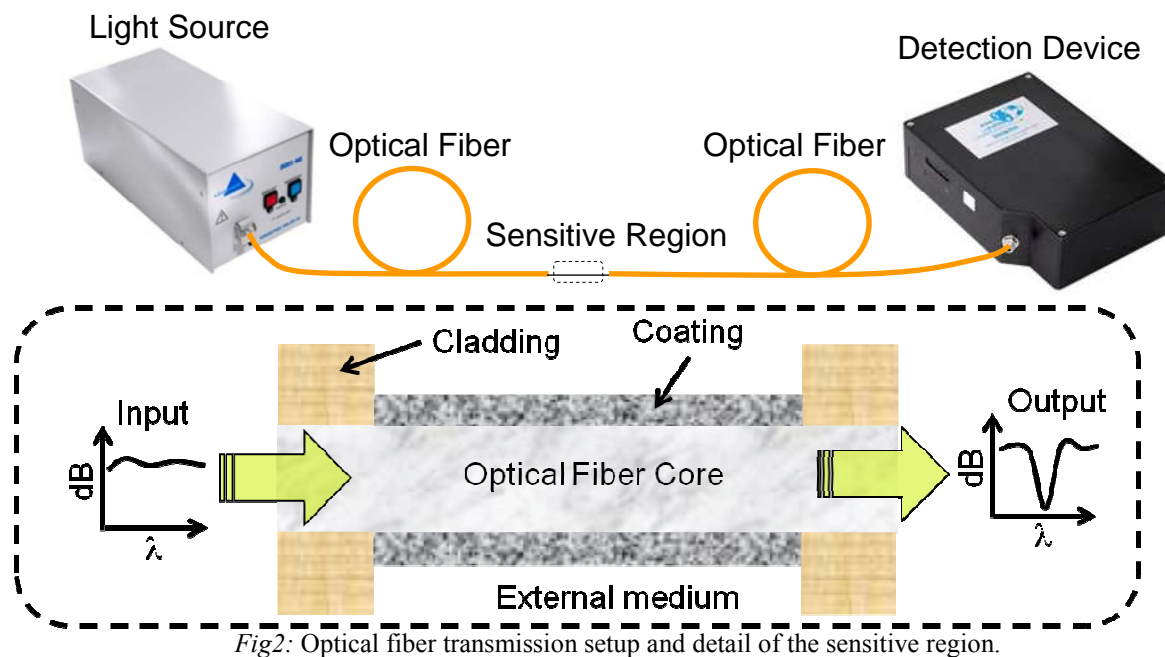 Light Source
Detection Device
Optical Fiber
Optical Fiber
Sensitive Region
Cladding
Coating
Input
Output
dB
λ
Optical Fiber Core
dB
λ
External medium
Fig2: Optical fiber transmission setup and detail of the sensitive region.